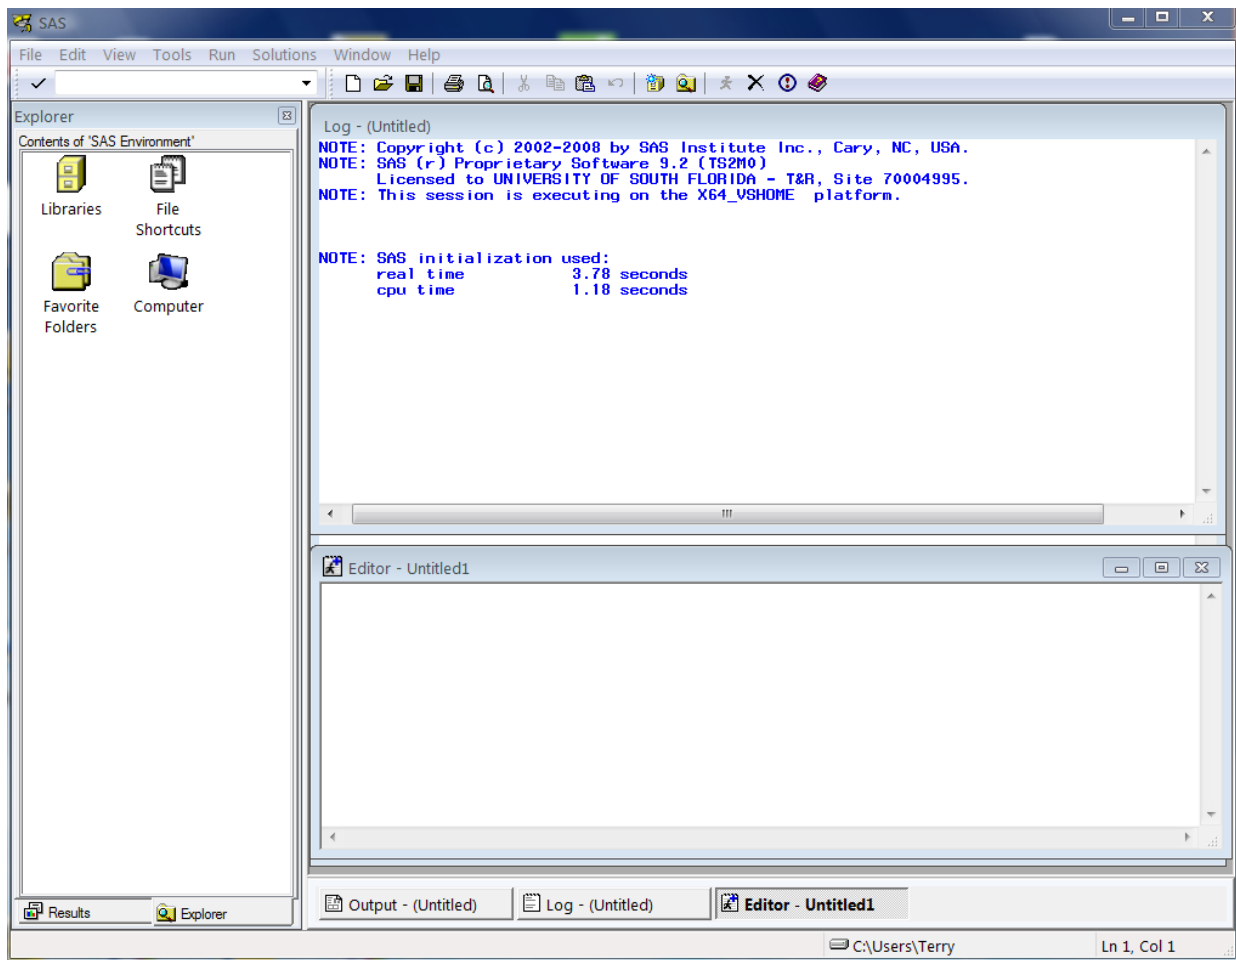 SAS
File Edit View Tools Run Solutions Window Help
Explorer
Contents of 'SAS Environment'
Libraries
File Shortcuts
Favorite Folders
Computer
Log - (Untitled)
NOTE: Copyright (c) 2002-2008 by SAS Institute Inc., Cary, NC, USA.
NOTE: SAS (r) Proprietary Software 9.2 (TS2M0)
Licensed to UNIVERSITY OF SOUTH FLORIDA - T&R, Site 70004995.
NOTE: This session is executing on the X64_VSHOME platform.
NOTE: SAS initialization used:
real time 3.78 seconds
cpu time 1.18 seconds
Editor - Untitled1
Results
Explorer
Output - (Untitled)
Log - (Untitled)
Editor - Untitled1
C:\Users\Terry
Ln 1, Col 1